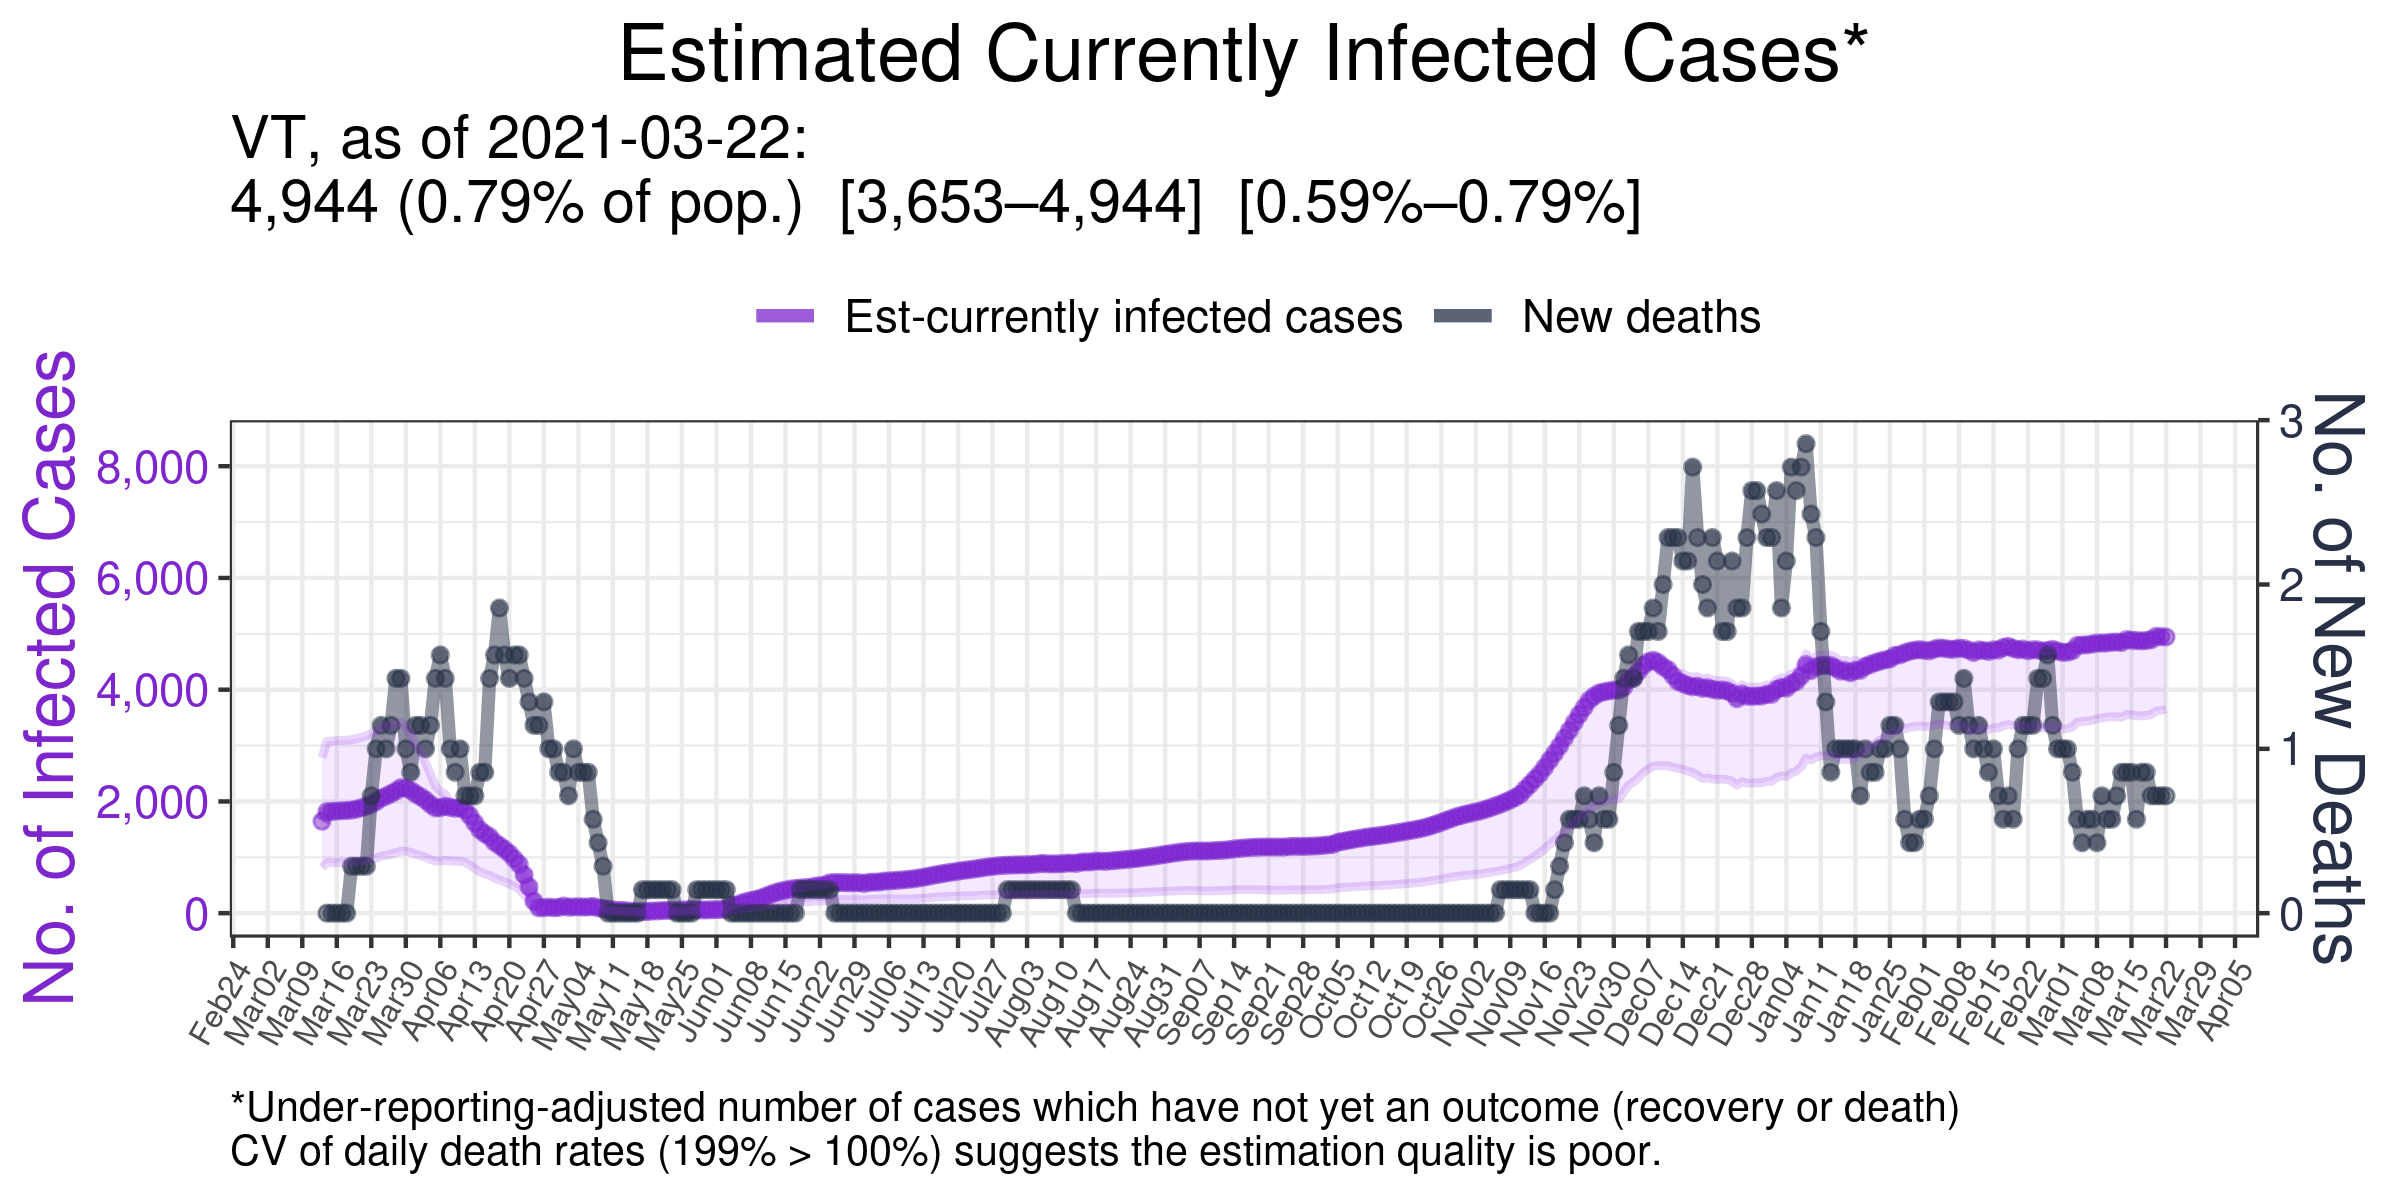 Estimated Currently Infected Cases*
VT, as of 2021-03-22:
4,944 (0.79% of pop.)  [3,653–4,944]  [0.59%–0.79%]
Est-currently infected cases
New deaths
No. of Infected Cases
8,000
6,000
4,000
2,000
0
3
2
1
0
No. of New Deaths
Feb24
Mar02
Mar09
Mar16
Mar23
Mar30
Apr06
Apr13
Apr20
Apr27
May04
May11
May18
May25
Jun01
Jun08
Jun15
Jun22
Jun29
Jul06
Jul13
Jul20
Jul27
Aug03
Aug10
Aug17
Aug24
Aug31
Sep07
Sep14
Sep21
Sep28
Oct05
Oct12
Oct19
Oct26
Nov02
Nov09
Nov16
Nov23
Nov30
Dec07
Dec14
Dec21
Dec28
Jan04
Jan11
Jan18
Jan25
Feb01
Feb08
Feb15
Feb22
Mar01
Mar08
Mar15
Mar22
Mar29
Apr05
*Under-reporting-adjusted number of cases which have not yet an outcome (recovery or death)
CV of daily death rates (199% > 100%) suggests the estimation quality is poor.